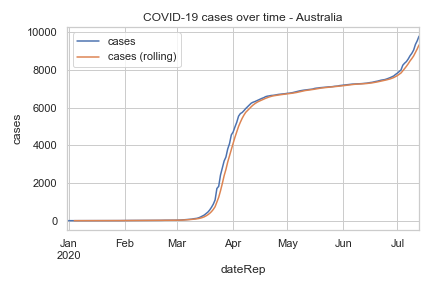 COVID-19 cases over time - Australia
cases
cases (rolling)
10000
8000
6000
4000
2000
0
cases
Jan
2020
Feb
Mar
Apr
May
Jun
Jul
dateRep